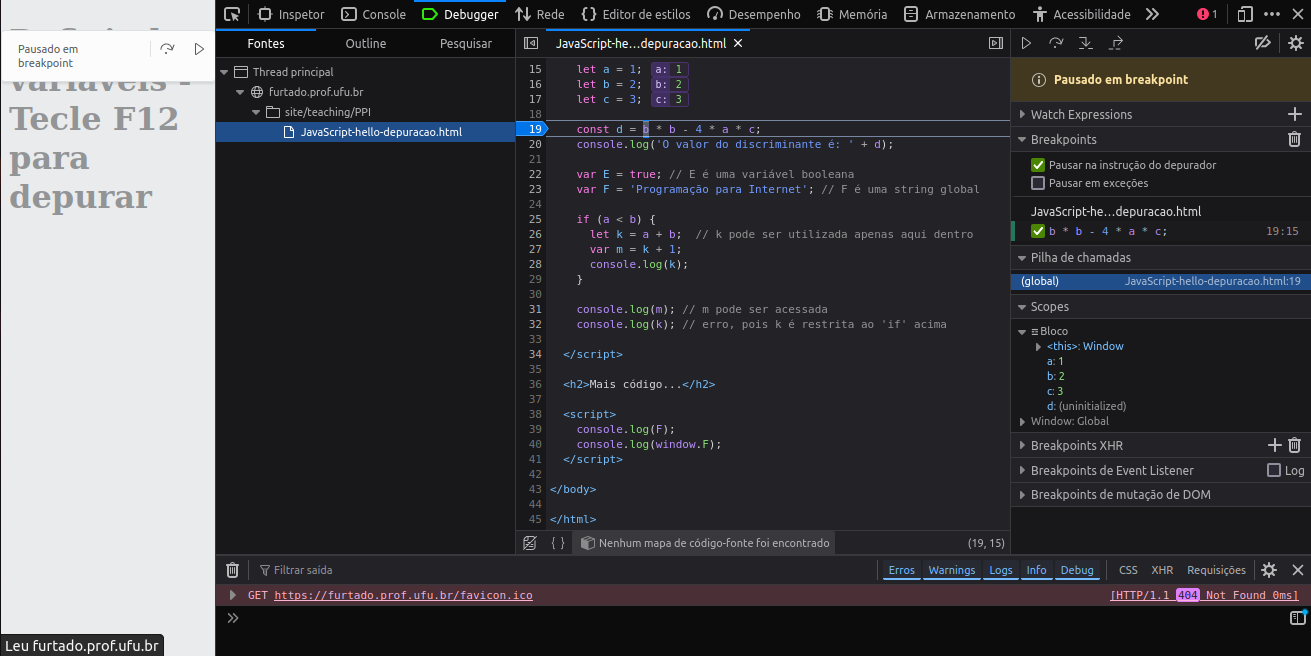 variáveis -
Tecle F12
para
depurar
Pausado em
breakpoint
Leu furtado.prof.ufu.br
Inspetor
Console
Debugger
Rede
Editor de estilos
Desempenho
Memória
Armazenamento
Acessibilidade
1
Fontes
Outline
Pesquisar
Thread principal
furtado.prof.ufu.br
site/teaching/PPI
JavaScript-hello-depuracao.html
JavaScript-he...depuracao.html
15 let a = 1; a: 1
16 let b = 2; b: 2
17 let c = 3; c: 3
18
19 const d = b * b - 4 * a * c;
20 console.log('O valor do discriminante é: ' + d);
21
22 var E = true; // E é uma variável booleana
23 var F = 'Programação para Internet'; // F é uma string global
24
25 if (a < b) {
26 let k = a + b; // k pode ser utilizada apenas aqui dentro
27 var m = k + 1;
28 console.log(k);
29 }
30
31 console.log(m); // m pode ser acessada
32 console.log(k); // erro, pois k é restrita ao 'if' acima
33
34 </script>
35
36 <h2>Mais código...</h2>
37
38 <script>
39 console.log(F);
40 console.log(window.F);
41 </script>
42
43 </body>
44
45 </html>
{ } Nenhum mapa de código-fonte foi encontrado (19, 15)
Pausado em breakpoint
Watch Expressions
Breakpoints
Pausar na instrução do depurador
Pausar em exceções
JavaScript-he...depuracao.html
b * b - 4 * a * c; 19:15
Pilha de chamadas
(global) JavaScript-hello-depuracao.html:19
Scopes
Bloco
<this>: Window
a: 1
b: 2
c: 3
d: (uninitialized)
Window: Global
Breakpoints XHR
Breakpoints de Event Listener Log
Breakpoints de mutação de DOM
Filtrar saída
Erros
Warnings
Logs
Info
Debug
CSS
XHR
Requisições
GET https://furtado.prof.ufu.br/favicon.ico [HTTP/1.1 404 Not Found 0ms]